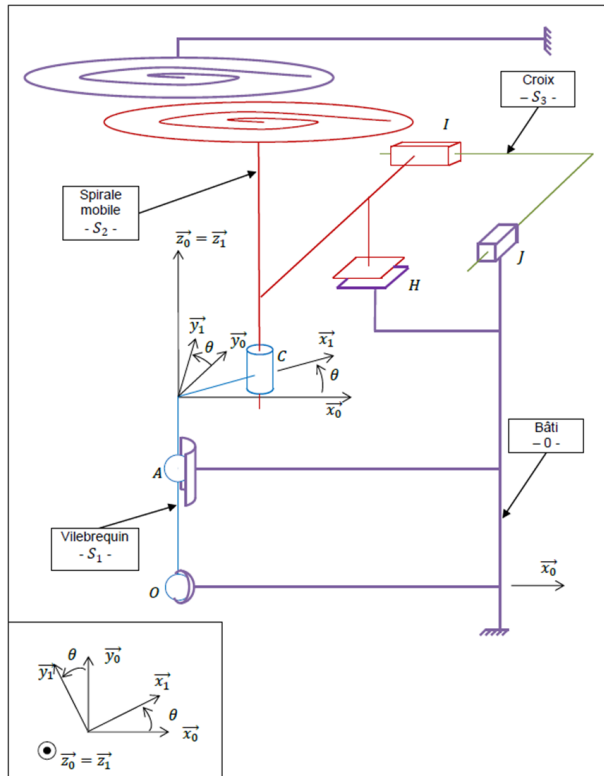 Croix
– S₃ -
I
Spirale
mobile
- S₂ -
J
z₀⃗ = z₁⃗
H
y₁⃗
θ
y₀⃗
C
x₁⃗
θ
x₀⃗
Bâti
– 0 -
A
Vilebrequin
- S₁ -
x₀⃗
O
θ
y₀⃗
y₁⃗
x₁⃗
θ
x₀⃗
z₀⃗ = z₁⃗